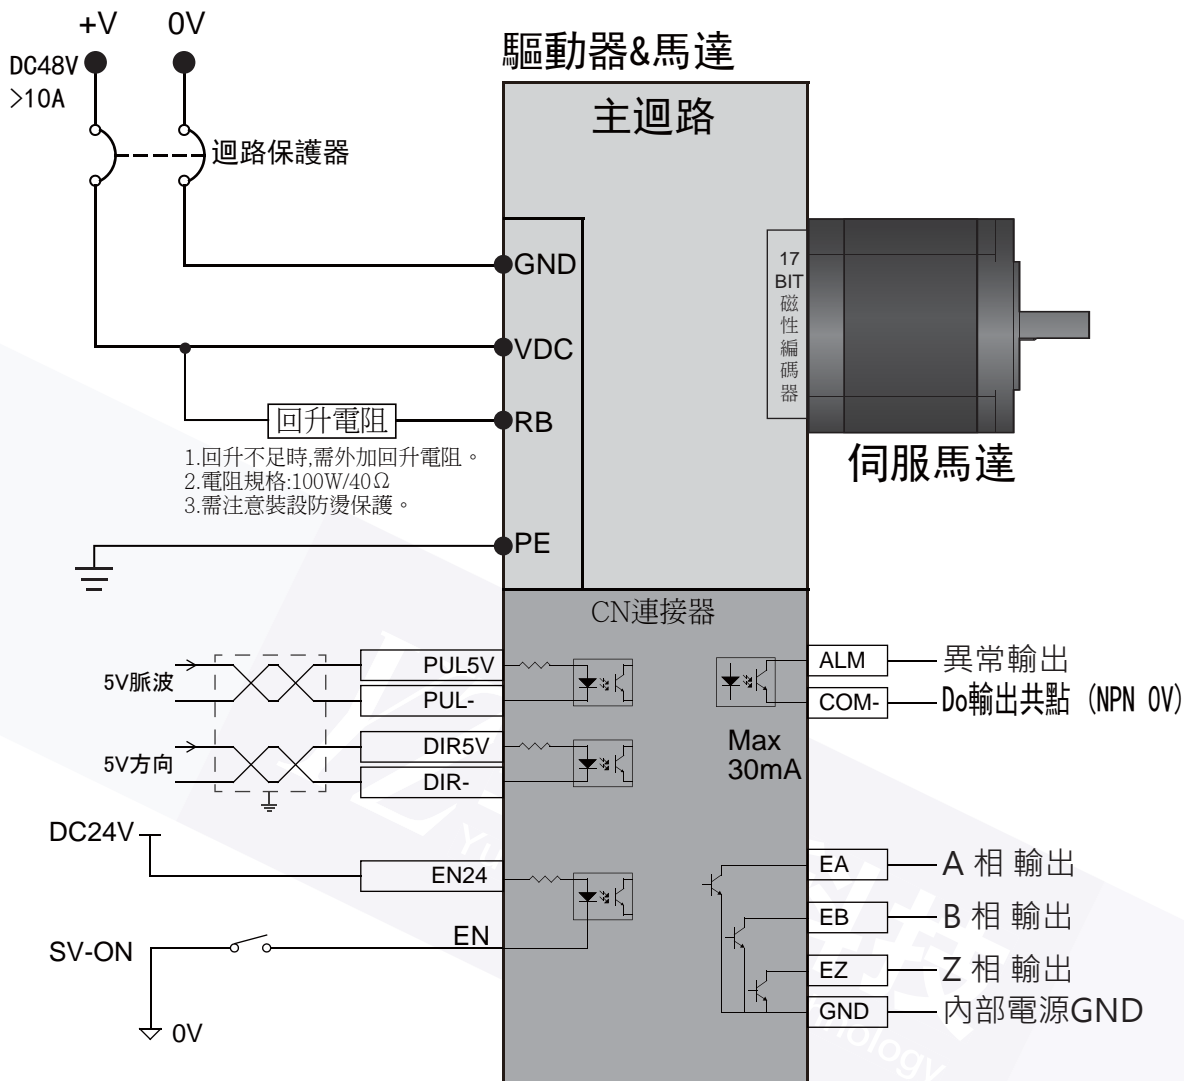 +V 0V
DC48V
>10A
迴路保護器
驅動器&馬達
主迴路
GND
VDC
RB
回升電阻
1.回升不足時,需外加回升電阻。
2.電阻規格:100W/40Ω
3.需注意裝設防燙保護。
PE
17
BIT
磁
性
編
碼
器
伺服馬達
CN連接器
5V脈波
PUL5V
PUL-
5V方向
DIR5V
DIR-
DC24V
EN24
SV-ON
EN
0V
ALM 異常輸出
COM- Do輸出共點 (NPN 0V)
Max
30mA
EA A 相 輸出
EB B 相 輸出
EZ Z 相 輸出
GND 內部電源GND